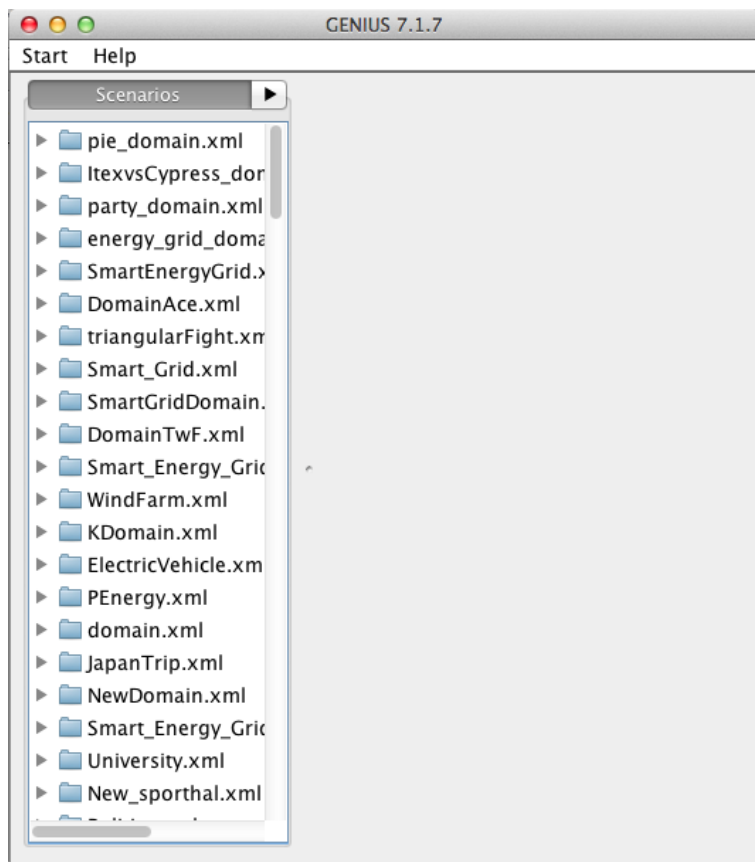 GENIUS 7.1.7
Start Help
Scenarios
pie_domain.xml
ItexvsCypress_dor
party_domain.xml
energy_grid_doma
SmartEnergyGrid.x
DomainAce.xml
triangularFight.xm
Smart_Grid.xml
SmartGridDomain.
DomainTwF.xml
Smart_Energy_Grid
WindFarm.xml
KDomain.xml
ElectricVehicle.xm
PEnergy.xml
domain.xml
JapanTrip.xml
NewDomain.xml
Smart_Energy_Grid
University.xml
New_sporthal.xml